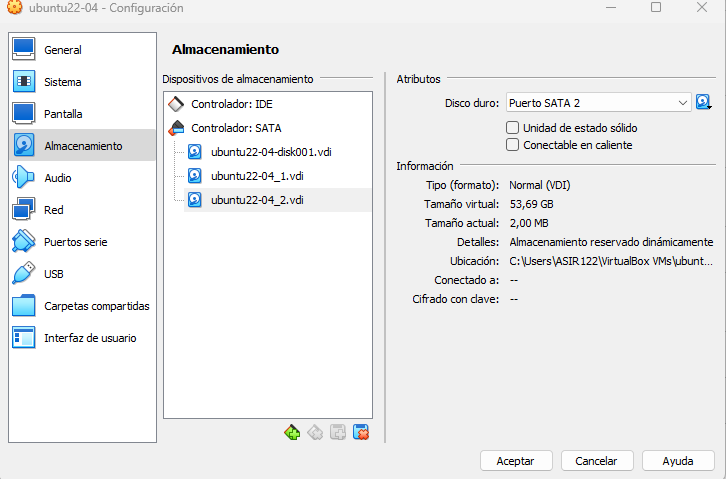 ubuntu22-04 - Configuración
General
Sistema
Pantalla
Almacenamiento
Audio
Red
Puertos serie
USB
Carpetas compartidas
Interfaz de usuario
Almacenamiento
Dispositivos de almacenamiento
Controlador: IDE
Controlador: SATA
ubuntu22-04-disk001.vdi
ubuntu22-04_1.vdi
ubuntu22-04_2.vdi
Atributos
Disco duro: Puerto SATA 2
Unidad de estado sólido
Conectable en caliente
Información
Tipo (formato): Normal (VDI)
Tamaño virtual: 53,69 GB
Tamaño actual: 2,00 MB
Detalles: Almacenamiento reservado dinámicamente
Ubicación: C:\Users\ASIR122\VirtualBox VMs\ubunt...
Conectado a: --
Cifrado con clave: --
Aceptar Cancelar Ayuda